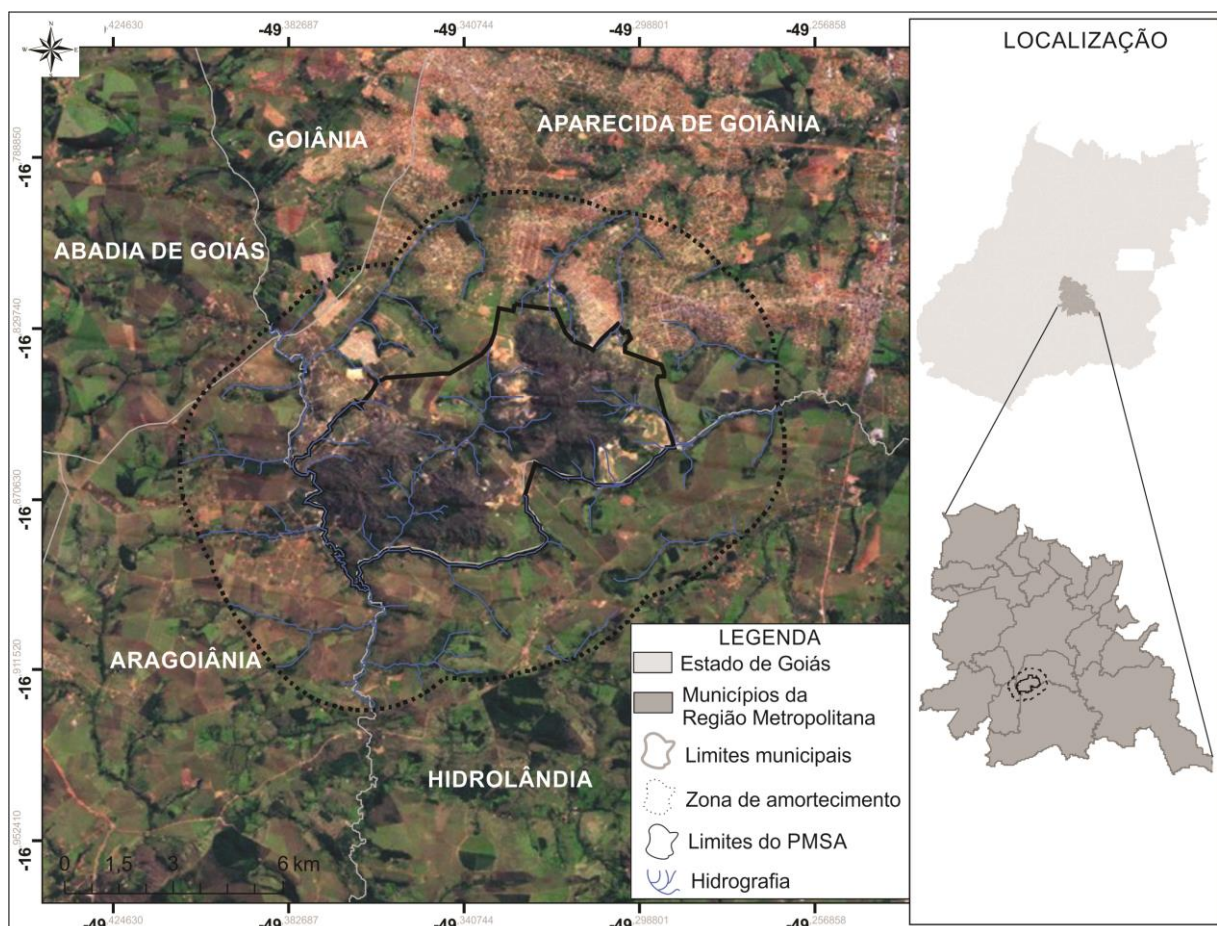 -49,424630 -49,382687 -49,340744 -49,298801 -49,256858
LOCALIZAÇÃO
N
GOIÂNIA
APARECIDA DE GOIÂNIA
-16,788850
ABADIA DE GOIÁS
-16,829740
-16,870630
ARAGOIÂNIA
-16,911520
HIDROLÂNDIA
-16,952410
0 1,5 3 6 km
LEGENDA
Estado de Goiás
Municípios da
Região Metropolitana
Limites municipais
Zona de amortecimento
Limites do PMSA
Hidrografia
-49,424630 -49,382687 -49,340744 -49,298801 -49,256858